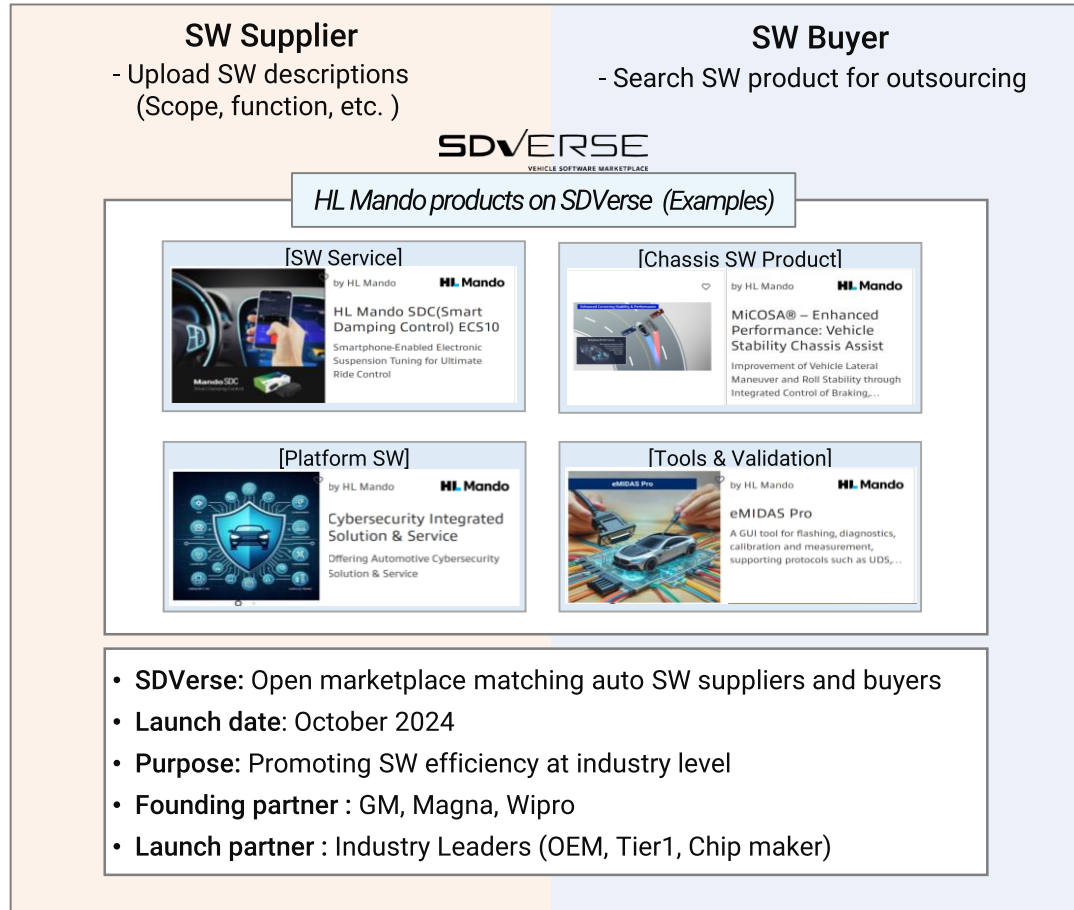 SW Supplier
- Upload SW descriptions
(Scope, function, etc. )
SW Buyer
- Search SW product for outsourcing
SDVERSE
VEHICLE SOFTWARE MARKETPLACE
HL Mando products on SDVerse (Examples)
[SW Service]
by HL Mando
HL Mando
HL Mando SDC(Smart
Damping Control) ECS10
Smartphone-Enabled Electronic
Suspension Tuning for Ultimate
Ride Control
Mando SDC
[Chassis SW Product]
Enhanced Cornering Stability & Performance
by HL Mando
HL Mando
MiCOSA® – Enhanced
Performance: Vehicle
Stability Chassis Assist
Improvement of Vehicle Lateral
Maneuver and Roll Stability through
Integrated Control of Braking,...
[Platform SW]
by HL Mando
HL Mando
Cybersecurity Integrated
Solution & Service
Offering Automotive Cybersecurity
Solution & Service
[Tools & Validation]
eMIDAS Pro
by HL Mando
HL Mando
eMIDAS Pro
A GUI tool for flashing, diagnostics,
calibration and measurement,
supporting protocols such as UDS,...
• SDVerse: Open marketplace matching auto SW suppliers and buyers
• Launch date: October 2024
• Purpose: Promoting SW efficiency at industry level
• Founding partner : GM, Magna, Wipro
• Launch partner : Industry Leaders (OEM, Tier1, Chip maker)